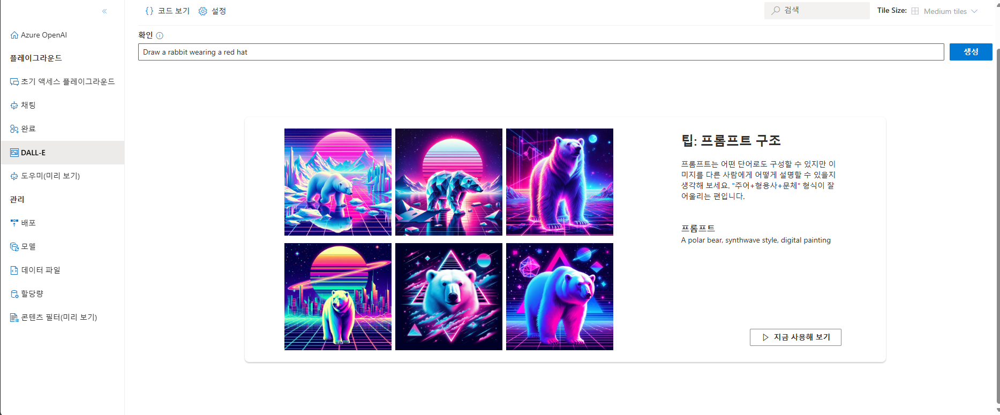 코드 보기
설정
검색
Tile Size:
Medium tiles
Azure OpenAI
플레이그라운드
초기 액세스 플레이그라운드
채팅
완료
DALL-E
도우미(미리 보기)
관리
배포
모델
데이터 파일
할당량
콘텐츠 필터(미리 보기)
확인
Draw a rabbit wearing a red hat
생성
팁: 프롬프트 구조
프롬프트는 어떤 단어로도 구성할 수 있지만 이
미지를 다른 사람에게 어떻게 설명할 수 있을지
생각해 보세요. "주어+형용사+문체" 형식이 잘
어울리는 편입니다.
프롬프트
A polar bear, synthwave style, digital painting
지금 사용해 보기